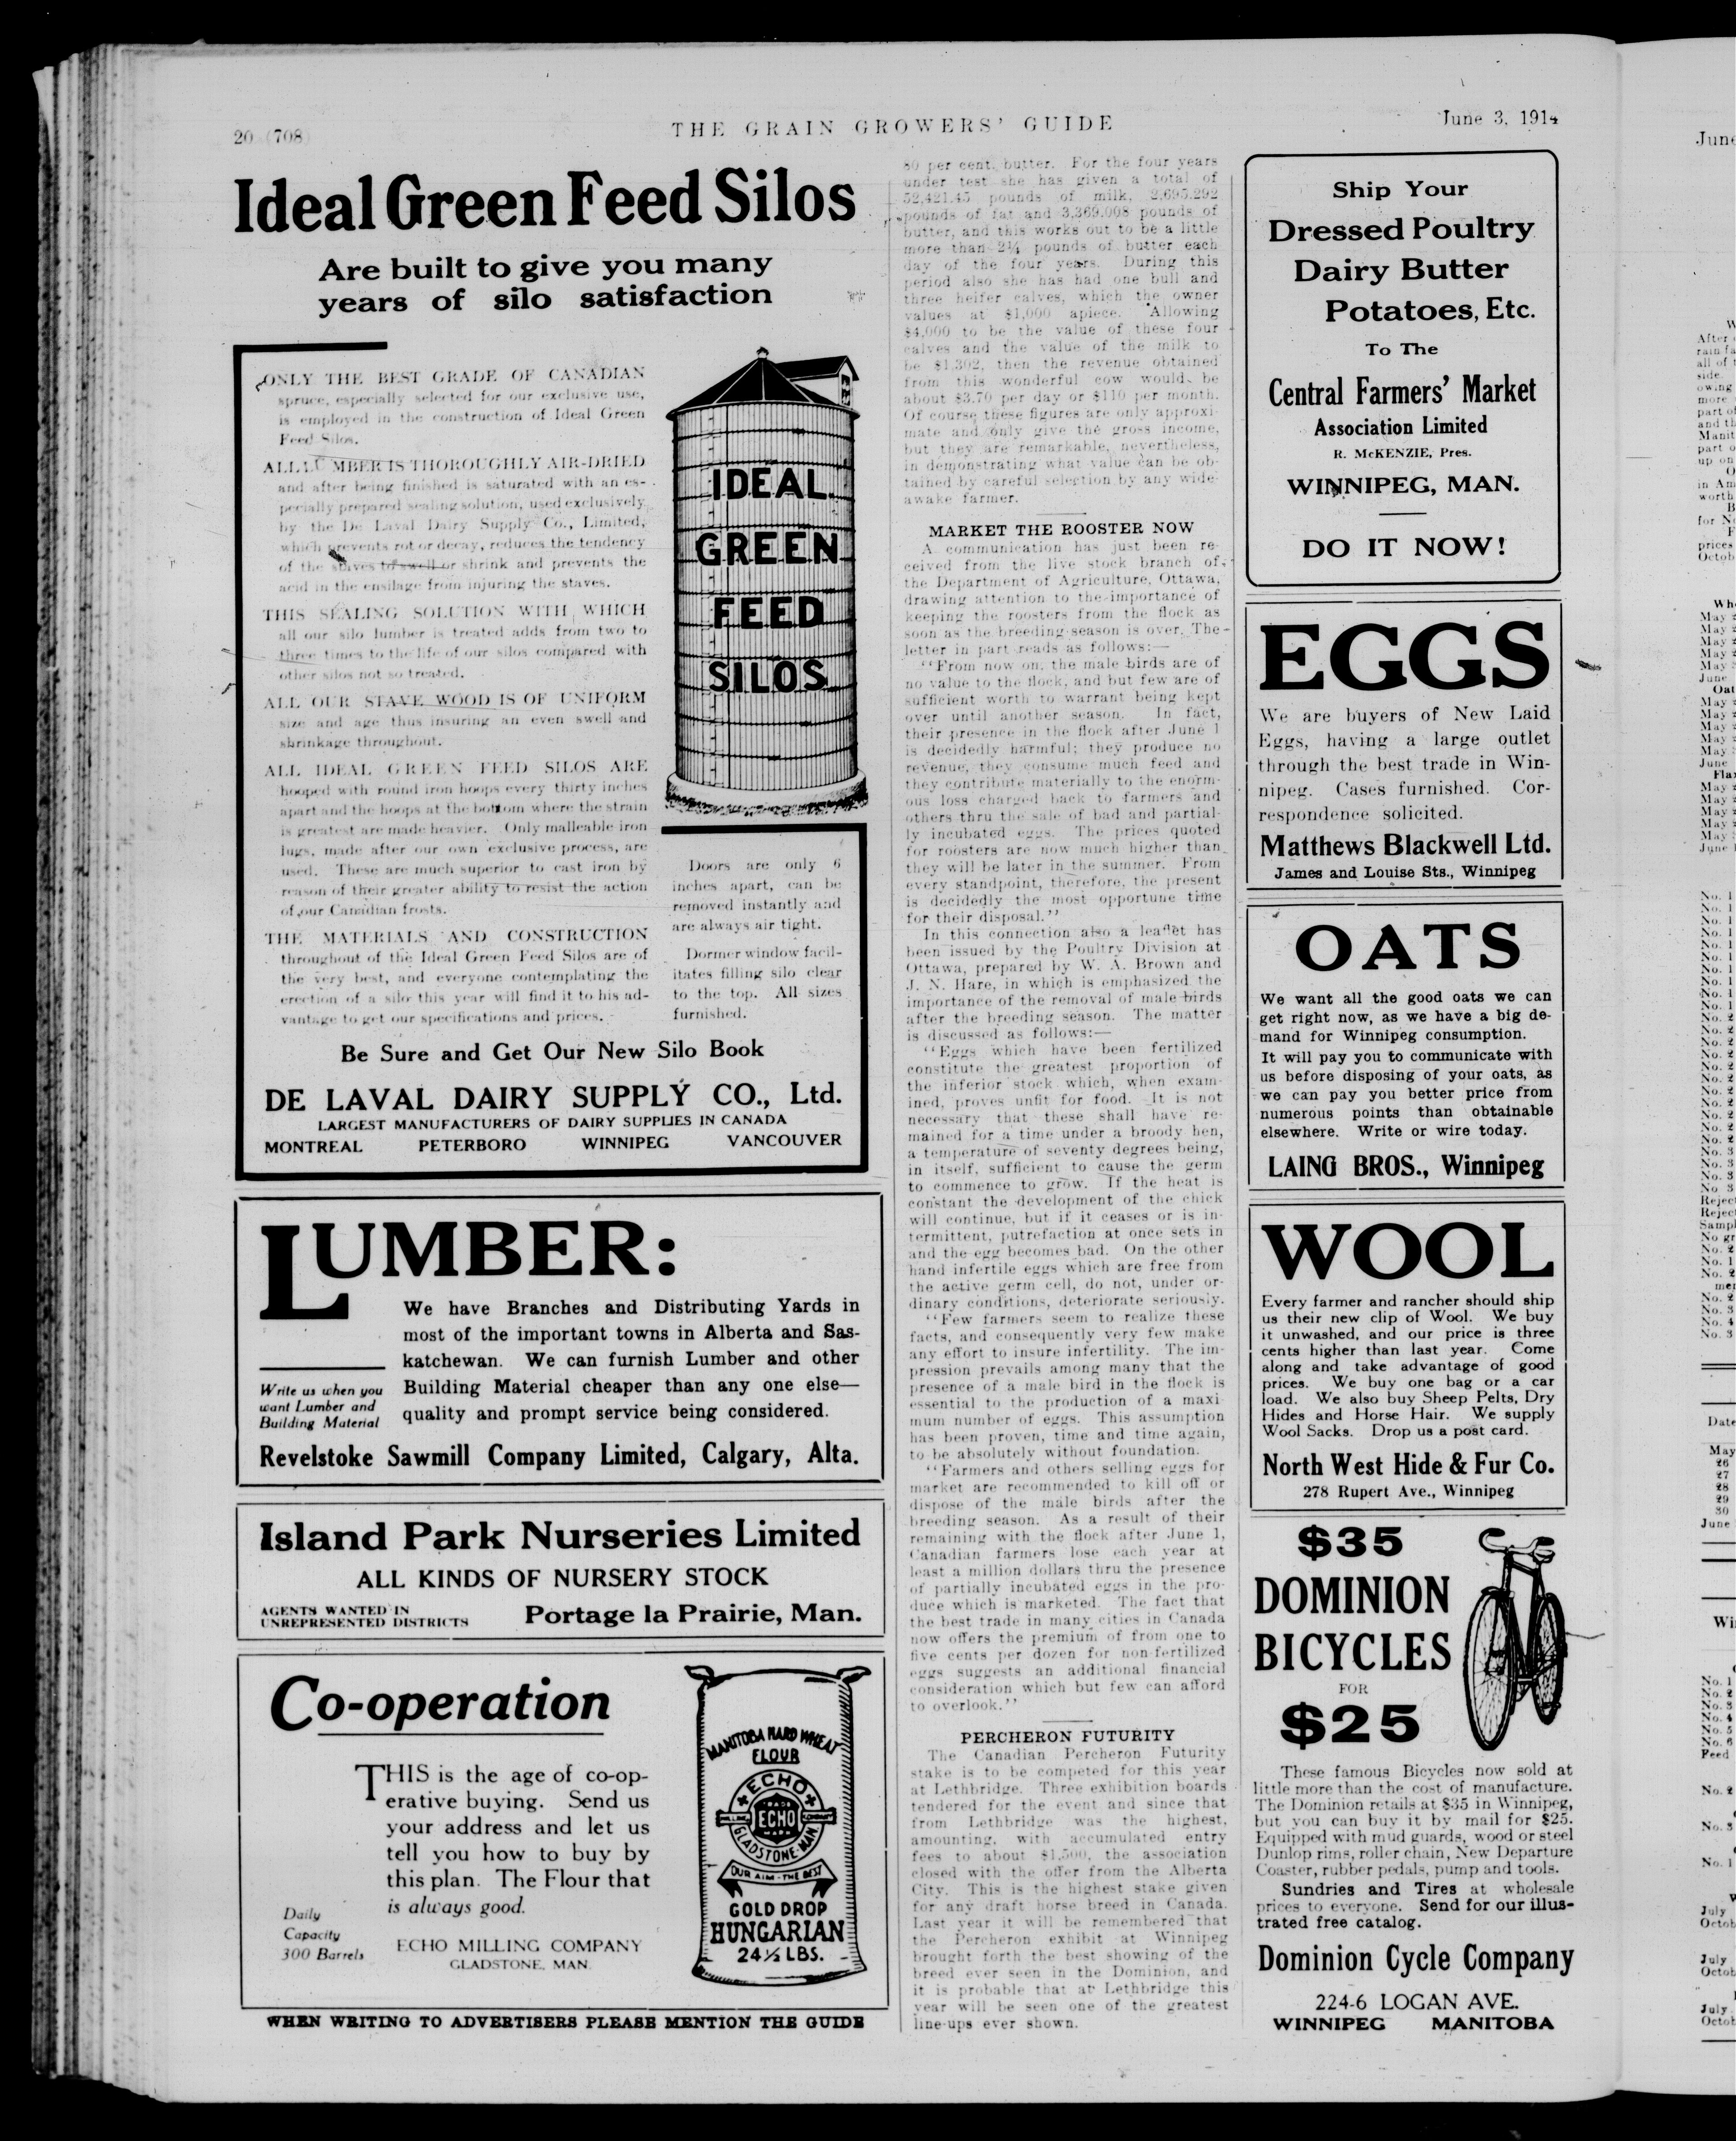 20 (708)
THE GRAIN GROWERS' GUIDE
June 3, 1914
Ideal Green Feed Silos
Are built to give you many
years of silo satisfaction
ONLY THE BEST GRADE OF CANADIAN
spruce, especially selected for our exclusive use,
is employed in the construction of Ideal Green
Feed Silos.
ALL LUMBER IS THOROUGHLY AIR-DRIED
and after being finished is saturated with an es-
pecially prepared sealing solution, used exclusively
by the De Laval Dairy Supply Co., Limited,
which prevents rot or decay, reduces the tendency
of the staves to swell or shrink and prevents the
acid in the ensilage from injuring the staves.
THIS SEALING SOLUTION WITH WHICH
all our silo lumber is treated adds from two to
three times to the life of our silos compared with
other silos not so treated.
ALL OUR STAVE WOOD IS OF UNIFORM
size and age thus insuring an even swell and
shrinkage throughout.
ALL IDEAL GREEN FEED SILOS ARE
hooped with round iron hoops every thirty inches
apart and the hoops at the bottom where the strain
is greatest are made heavier. Only malleable iron
lugs, made after our own exclusive process, are
used. These are much superior to cast iron by
reason of their greater ability to resist the action
of our Canadian frosts.
THE MATERIALS AND CONSTRUCTION
throughout of the Ideal Green Feed Silos are of
the very best, and everyone contemplating the
erection of a silo this year will find it to his ad-
vantage to get our specifications and prices.
IDEAL
GREEN
FEED
SILOS
Doors are only 6
inches apart, can be
removed instantly and
are always air tight.
Dormer window facil-
itates filling silo clear
to the top. All sizes
furnished.
Be Sure and Get Our New Silo Book
DE LAVAL DAIRY SUPPLY CO., Ltd.
LARGEST MANUFACTURERS OF DAIRY SUPPLIES IN CANADA
MONTREAL PETERBORO WINNIPEG VANCOUVER
LUMBER:
We have Branches and Distributing Yards in
most of the important towns in Alberta and Sas-
katchewan. We can furnish Lumber and other
Building Material cheaper than any one else—
quality and prompt service being considered.
Write us when you
want Lumber and
Building Material
Revelstoke Sawmill Company Limited, Calgary, Alta.
Island Park Nurseries Limited
ALL KINDS OF NURSERY STOCK
AGENTS WANTED IN
UNREPRESENTED DISTRICTS
Portage la Prairie, Man.
Co-operation
THIS is the age of co-op-
erative buying. Send us
your address and let us
tell you how to buy by
this plan. The Flour that
is always good.
Daily
Capacity
300 Barrels
ECHO MILLING COMPANY
GLADSTONE, MAN.
MANITOBA HARD WHEAT
FLOUR
ECHO
TRADE
ECHO
MARK
MILLING COMPANY
GLADSTONE MAN
OUR AIM - THE BEST
GOLD DROP
HUNGARIAN
24½ LBS.
WHEN WRITING TO ADVERTISERS PLEASE MENTION THE GUIDE
80 per cent. butter. For the four years
under test she has given a total of
52,421.45 pounds of milk, 2,695.292
pounds of fat and 3,369.008 pounds of
butter, and this works out to be a little
more than 2¼ pounds of butter each
day of the four years. During this
period also she has had one bull and
three heifer calves, which the owner
values at $1,000 apiece. Allowing
$4,000 to be the value of these four
calves and the value of the milk to
be $1,302, then the revenue obtained
from this wonderful cow would be
about $3.70 per day or $110 per month.
Of course these figures are only approxi-
mate and only give the gross income,
but they are remarkable, nevertheless,
in demonstrating what value can be ob-
tained by careful selection by any wide-
awake farmer.
MARKET THE ROOSTER NOW
A communication has just been re-
ceived from the live stock branch of
the Department of Agriculture, Ottawa,
drawing attention to the importance of
keeping the roosters from the flock as
soon as the breeding season is over. The
letter in part reads as follows:—
"From now on, the male birds are of
no value to the flock, and but few are of
sufficient worth to warrant being kept
over until another season. In fact,
their presence in the flock after June 1
is decidedly harmful; they produce no
revenue, they consume much feed and
they contribute materially to the enorm-
ous loss charged back to farmers and
others thru the sale of bad and partial-
ly incubated eggs. The prices quoted
for roosters are now much higher than
they will be later in the summer. From
every standpoint, therefore, the present
is decidedly the most opportune time
for their disposal."
In this connection also a leaflet has
been issued by the Poultry Division at
Ottawa, prepared by W. A. Brown and
J. N. Hare, in which is emphasized the
importance of the removal of male birds
after the breeding season. The matter
is discussed as follows:—
"Eggs which have been fertilized
constitute the greatest proportion of
the inferior stock which, when exam-
ined, proves unfit for food. It is not
necessary that these shall have re-
mained for a time under a broody hen,
a temperature of seventy degrees being,
in itself, sufficient to cause the germ
to commence to grow. If the heat is
constant the development of the chick
will continue, but if it ceases or is in-
termittent, putrefaction at once sets in
and the egg becomes bad. On the other
hand infertile eggs which are free from
the active germ cell, do not, under or-
dinary conditions, deteriorate seriously.
"Few farmers seem to realize these
facts, and consequently very few make
any effort to insure infertility. The im-
pression prevails among many that the
presence of a male bird in the flock is
essential to the production of a maxi-
mum number of eggs. This assumption
has been proven, time and time again,
to be absolutely without foundation.
"Farmers and others selling eggs for
market are recommended to kill off or
dispose of the male birds after the
breeding season. As a result of their
remaining with the flock after June 1,
Canadian farmers lose each year at
least a million dollars thru the presence
of partially incubated eggs in the pro-
duce which is marketed. The fact that
the best trade in many cities in Canada
now offers the premium of from one to
five cents per dozen for non-fertilized
eggs suggests an additional financial
consideration which but few can afford
to overlook."
PERCHERON FUTURITY
The Canadian Percheron Futurity
stake is to be competed for this year
at Lethbridge. Three exhibition boards
tendered for the event and since that
from Lethbridge was the highest,
amounting, with accumulated entry
fees to about $1,500, the association
closed with the offer from the Alberta
City. This is the highest stake given
for any draft horse breed in Canada.
Last year it will be remembered that
the Percheron exhibit at Winnipeg
brought forth the best showing of the
breed ever seen in the Dominion, and
it is probable that at Lethbridge this
year will be seen one of the greatest
line-ups ever shown.
Ship Your
Dressed Poultry
Dairy Butter
Potatoes, Etc.
To The
Central Farmers' Market
Association Limited
R. McKENZIE, Pres.
WINNIPEG, MAN.
DO IT NOW!
EGGS
We are buyers of New Laid
Eggs, having a large outlet
through the best trade in Win-
nipeg. Cases furnished. Cor-
respondence solicited.
Matthews Blackwell Ltd.
James and Louise Sts., Winnipeg
OATS
We want all the good oats we can
get right now, as we have a big de-
mand for Winnipeg consumption.
It will pay you to communicate with
us before disposing of your oats, as
we can pay you better price from
numerous points than obtainable
elsewhere. Write or wire today.
LAING BROS., Winnipeg
WOOL
Every farmer and rancher should ship
us their new clip of Wool. We buy
it unwashed, and our price is three
cents higher than last year. Come
along and take advantage of good
prices. We buy one bag or a car
load. We also buy Sheep Pelts, Dry
Hides and Horse Hair. We supply
Wool Sacks. Drop us a post card.
North West Hide & Fur Co.
278 Rupert Ave., Winnipeg
$35
DOMINION
BICYCLES
FOR
$25
These famous Bicycles now sold at
little more than the cost of manufacture.
The Dominion retails at $35 in Winnipeg,
but you can buy it by mail for $25.
Equipped with mud guards, wood or steel
Dunlop rims, roller chain, New Departure
Coaster, rubber pedals, pump and tools.
Sundries and Tires at wholesale
prices to everyone. Send for our illus-
trated free catalog.
Dominion Cycle Company
224-6 LOGAN AVE.
WINNIPEG MANITOBA